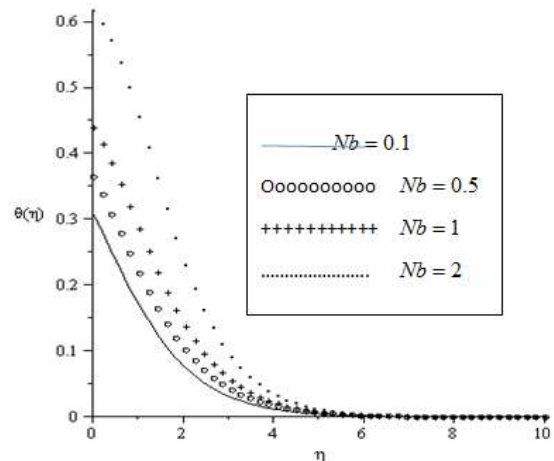 0.6
0.5
0.4
θ(η)
0.3
0.2
0.1
0
0 2 4 6 8 10
η
Nb = 0.1
Ooooooooooo Nb = 0.5
+++++++++++ Nb = 1
.................... Nb = 2